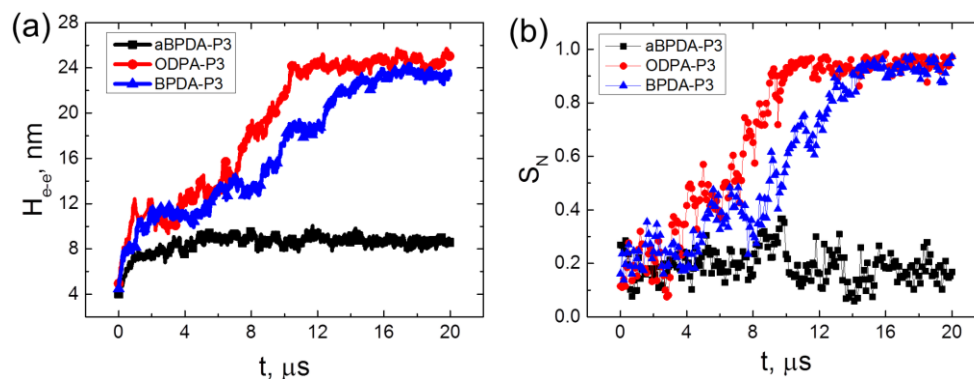 (a)
28
24
20
16
12
8
4
H_{e-e}, nm
aBPDA-P3
ODPA-P3
BPDA-P3
0 4 8 12 16 20
t, μs
(b)
1.0
0.8
0.6
0.4
0.2
0.0
S_N
aBPDA-P3
ODPA-P3
BPDA-P3
0 4 8 12 16 20
t, μs